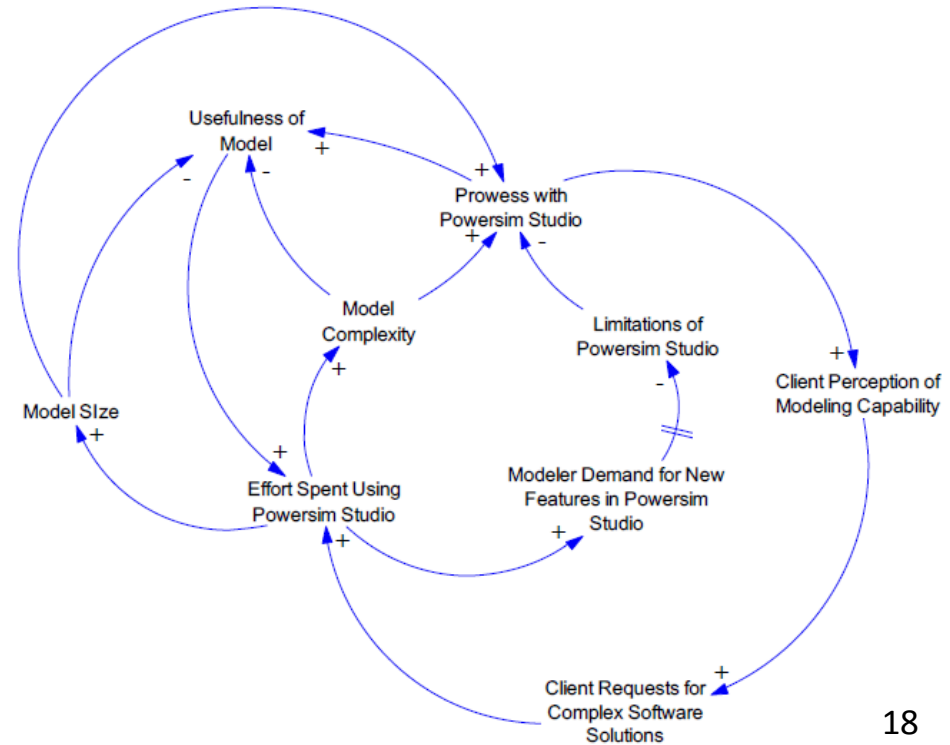 Usefulness of
Model
+
-
-
+
Prowess with
Powersim Studio
+
-
Model
Complexity
+
Limitations of
Powersim Studio
-
+
Client Perception of
Modeling Capability
Model SIze
+
+
Effort Spent Using
Powersim Studio
+
Modeler Demand for New
Features in Powersim
Studio
+
+
Client Requests for
Complex Software
Solutions
18